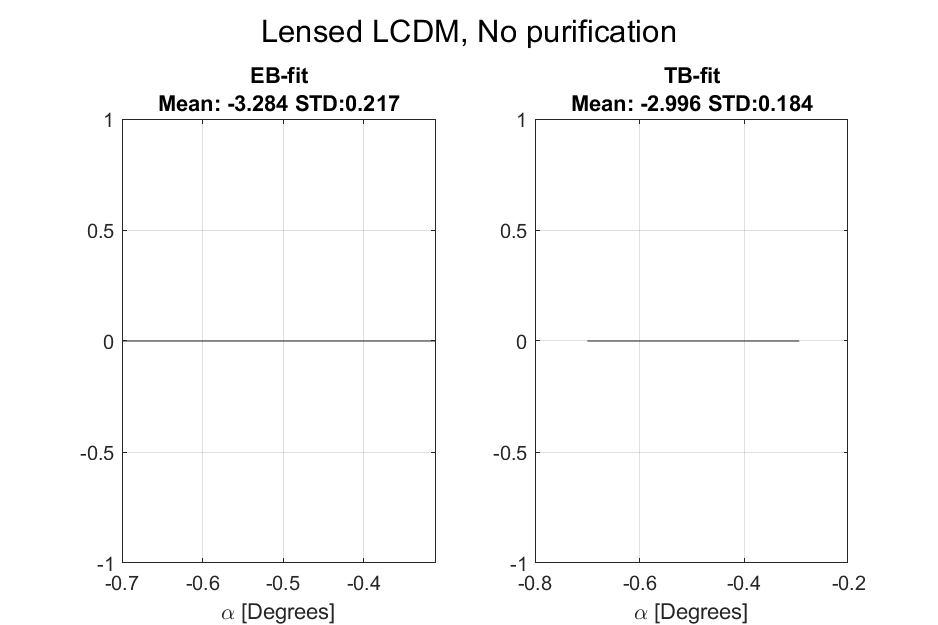 Lensed LCDM, No purification
EB-fit
Mean: -3.284 STD:0.217
1
0.5
0
-0.5
-1
-0.7 -0.6 -0.5 -0.4
α [Degrees]
TB-fit
Mean: -2.996 STD:0.184
1
0.5
0
-0.5
-1
-0.8 -0.6 -0.4 -0.2
α [Degrees]